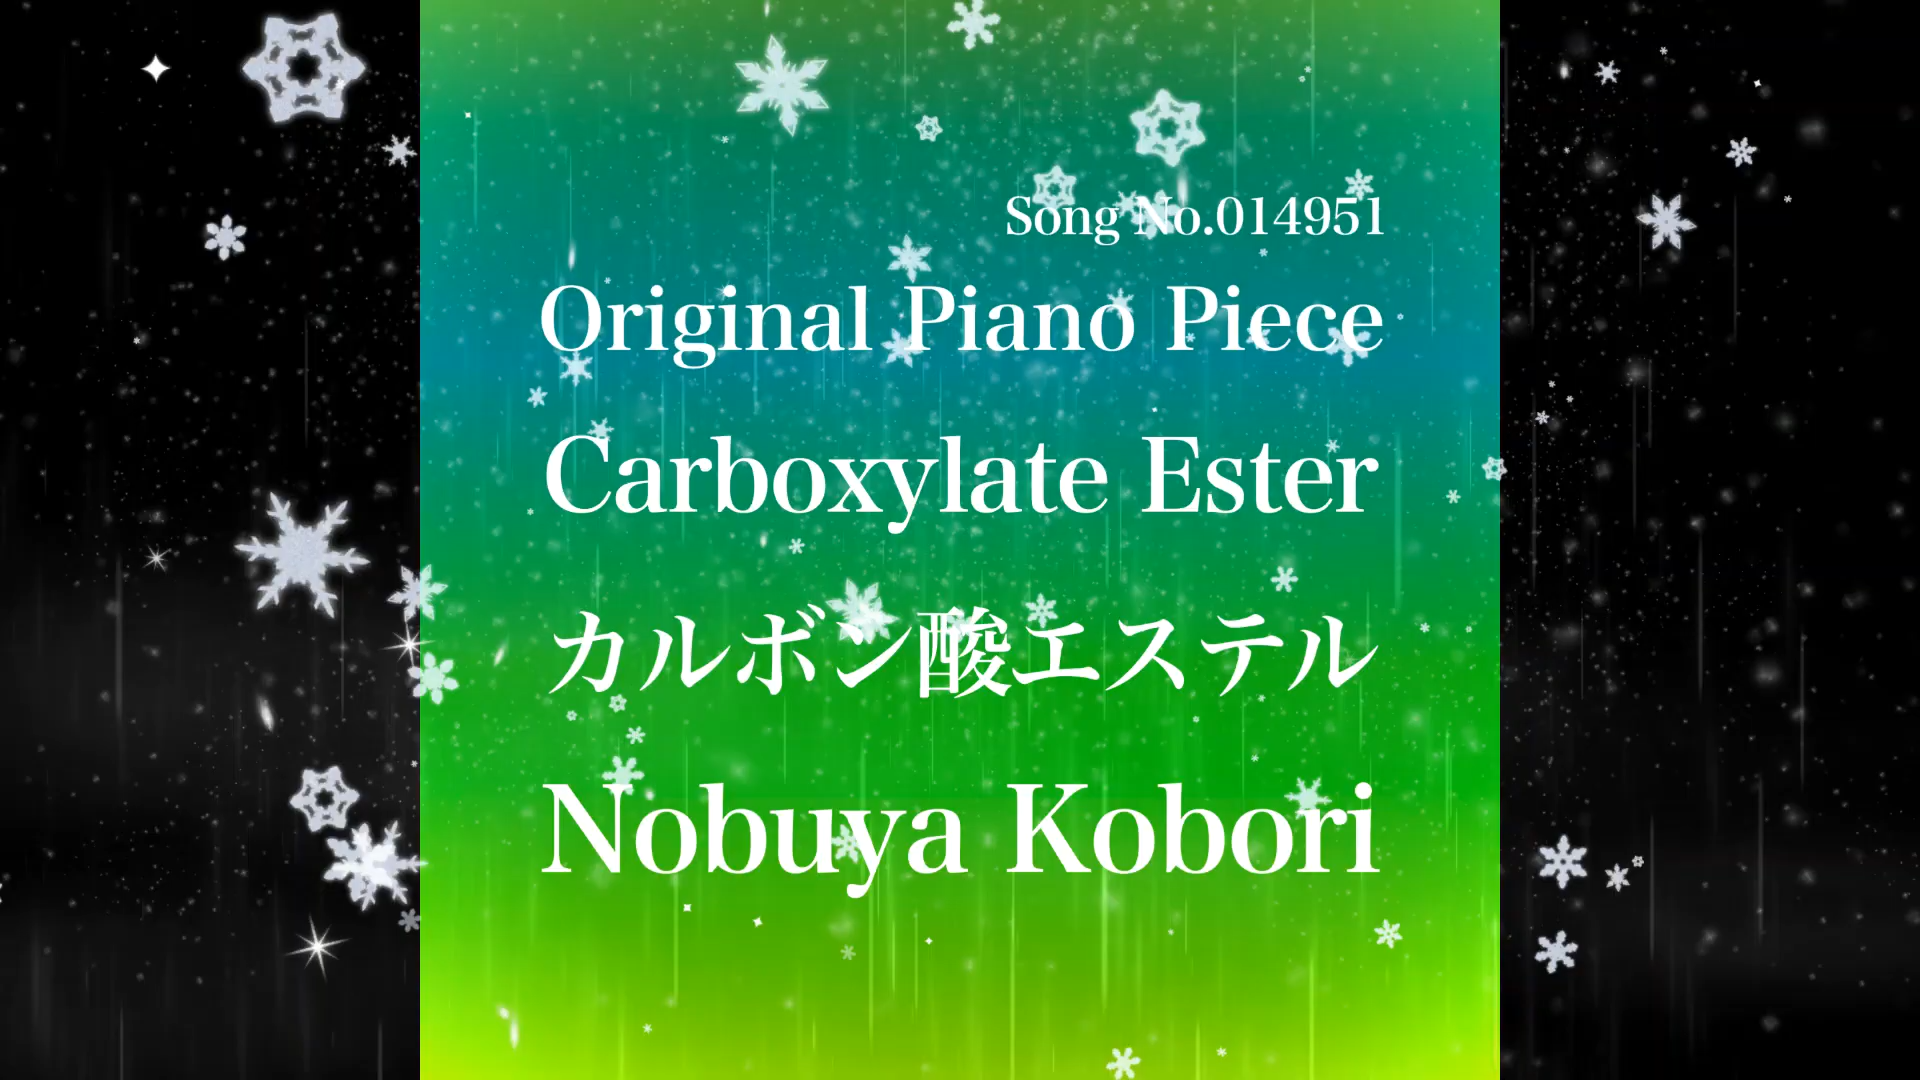 Song No.014951
Original Piano Piece
Carboxylate Ester
カルボン酸エステル
Nobuya Kobori